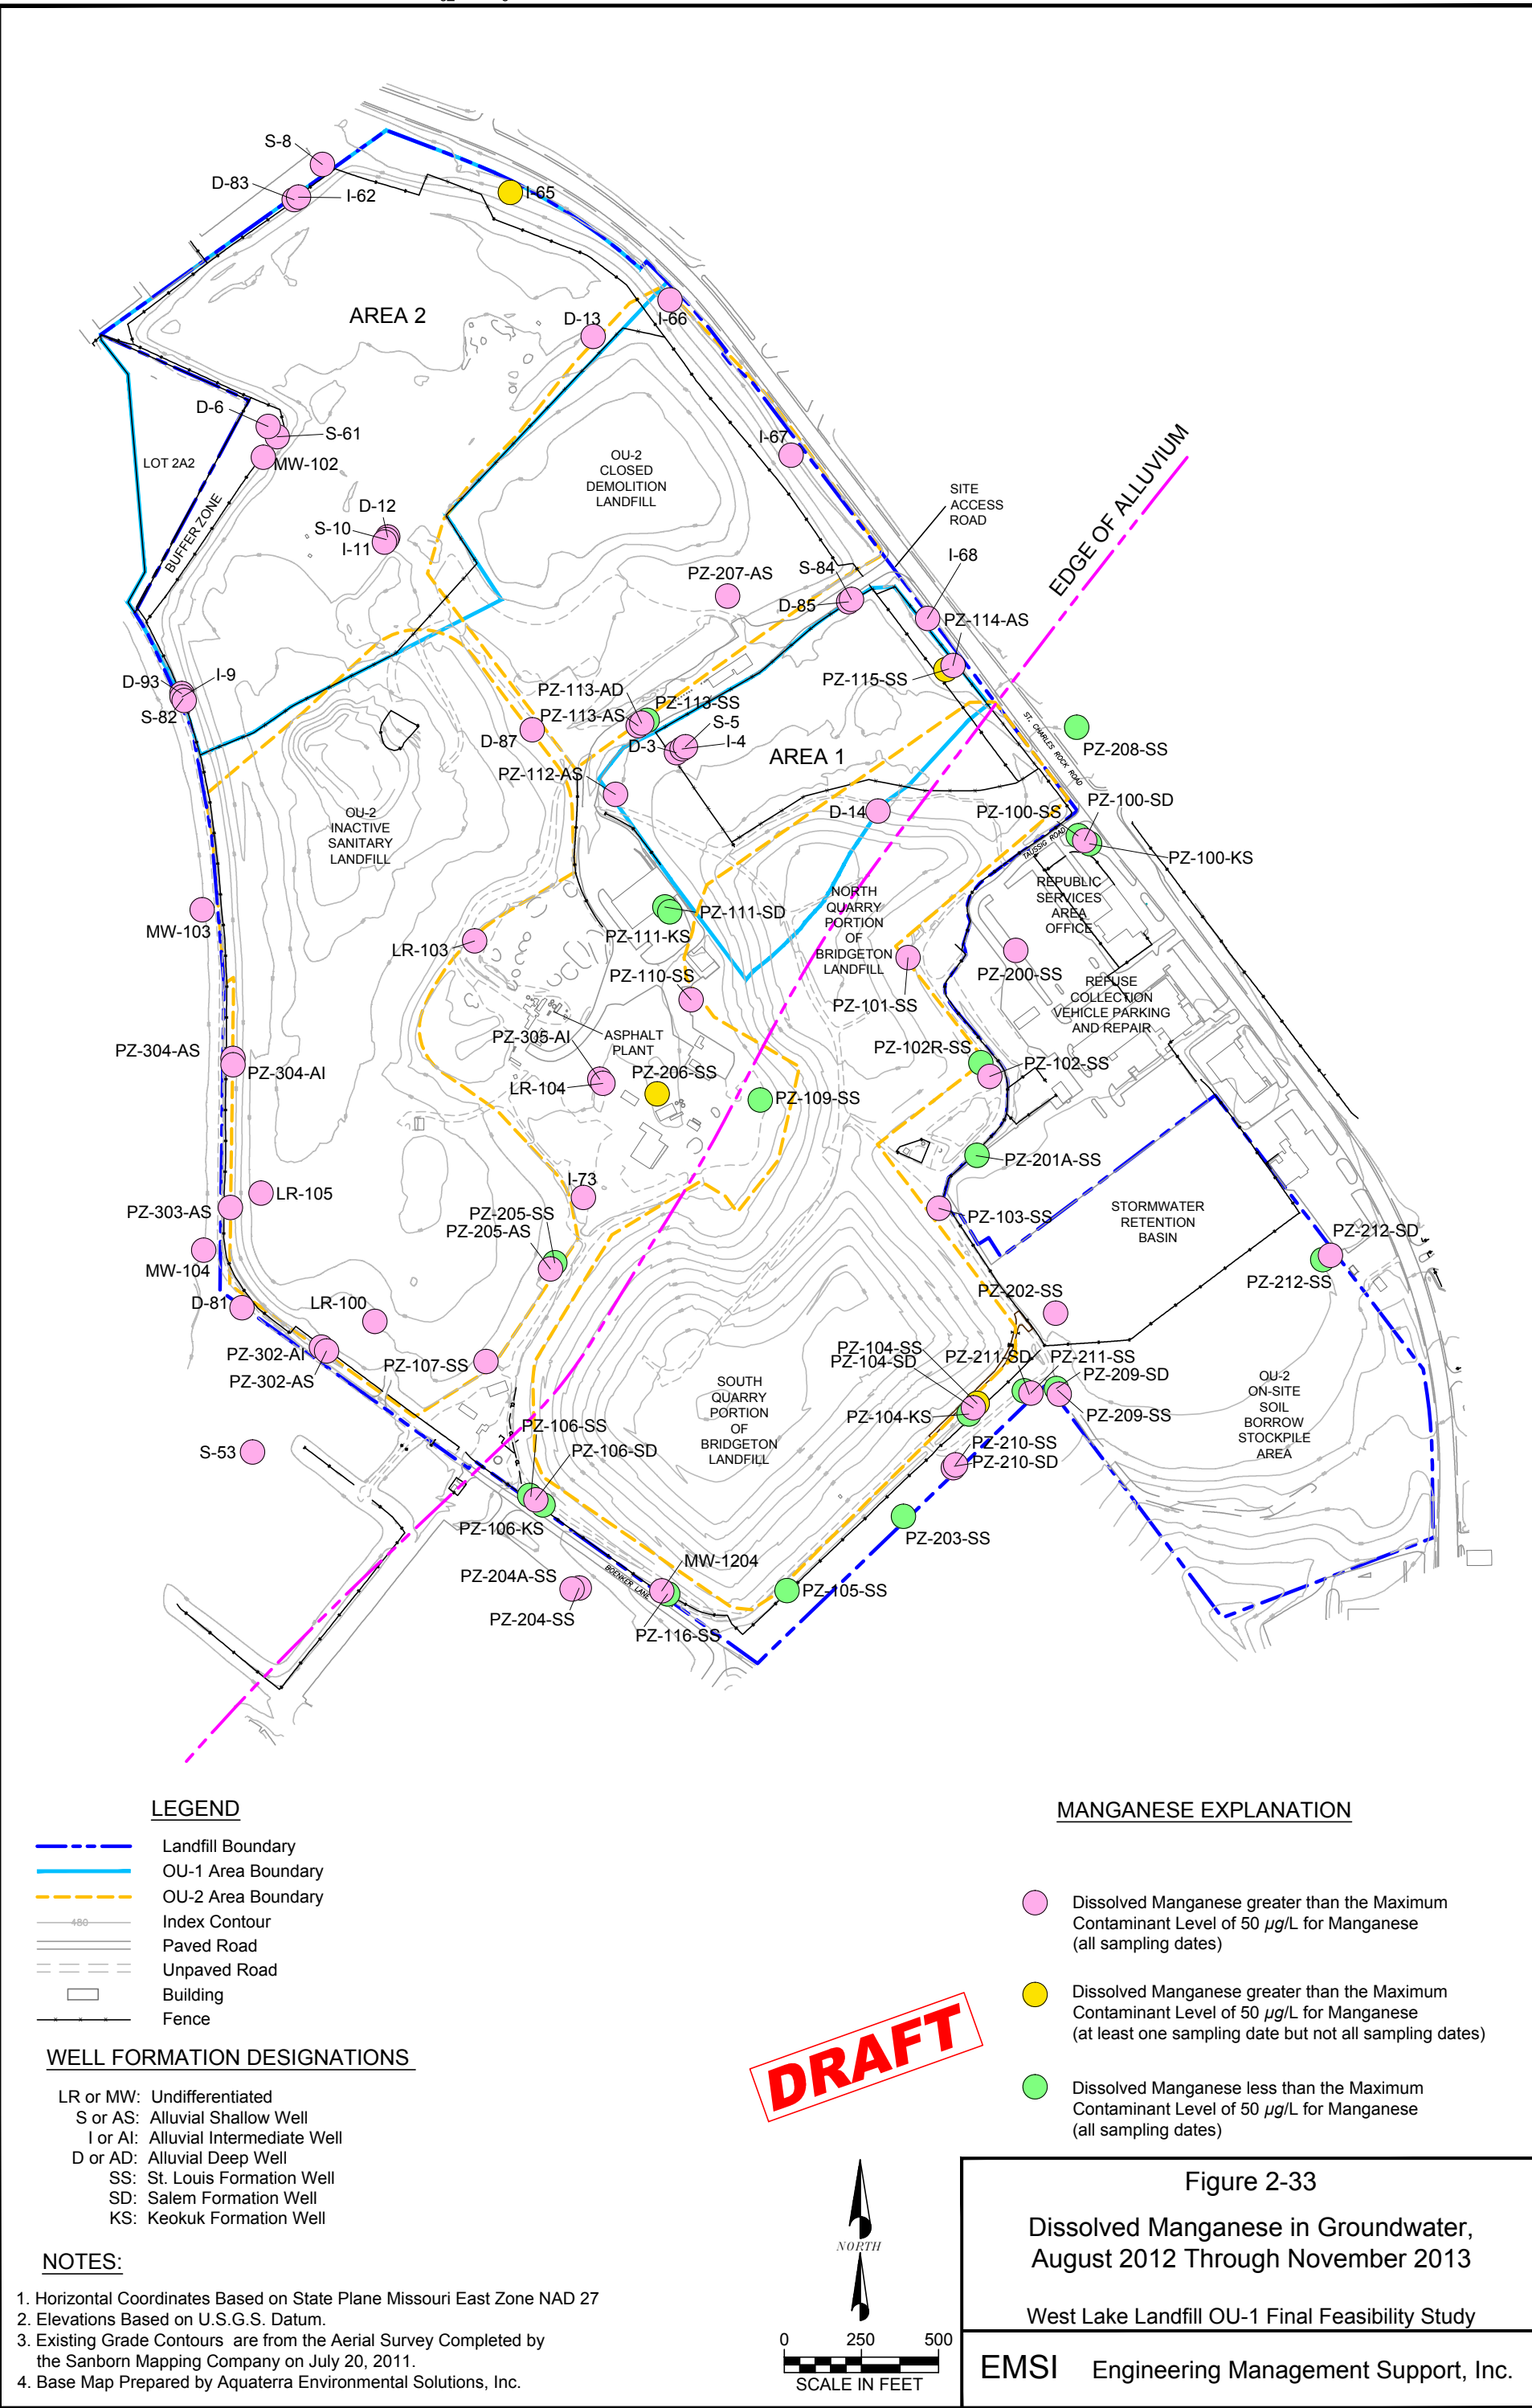 S-8
D-83
I-62
I-65
AREA 2
D-13
I-66
D-6
S-61
LOT 2A2
MW-102
I-67
OU-2
CLOSED
DEMOLITION
LANDFILL
EDGE OF ALLUVIUM
SITE
ACCESS
ROAD
BUFFER ZONE
D-12
S-10
I-11
I-68
S-84
PZ-207-AS
D-85
PZ-114-AS
D-93
I-9
S-82
PZ-115-SS
PZ-113-AD
PZ-113-SS
PZ-113-AS
S-5
D-87
D-3
I-4
AREA 1
ST. CHARLES ROCK ROAD
PZ-208-SS
PZ-112-AS
D-14
PZ-100-SS
PZ-100-SD
OU-2
INACTIVE
SANITARY
LANDFILL
TAUSSIG ROAD
PZ-100-KS
REPUBLIC
SERVICES
AREA
OFFICE
NORTH
QUARRY
PORTION
OF
BRIDGETON
LANDFILL
MW-103
PZ-111-SD
PZ-111-KS
LR-103
PZ-110-SS
PZ-200-SS
PZ-101-SS
REFUSE
COLLECTION
VEHICLE PARKING
AND REPAIR
PZ-305-AI
ASPHALT
PLANT
PZ-304-AS
PZ-304-AI
PZ-102R-SS
PZ-102-SS
LR-104
PZ-206-SS
PZ-109-SS
PZ-201A-SS
I-73
LR-105
PZ-303-AS
PZ-205-SS
PZ-205-AS
PZ-103-SS
STORMWATER
RETENTION
BASIN
PZ-212-SD
PZ-212-SS
MW-104
D-81
LR-100
PZ-202-SS
PZ-302-AI
PZ-302-AS
PZ-107-SS
PZ-104-SS
PZ-104-SD
PZ-211-SD
PZ-211-SS
PZ-209-SD
PZ-209-SS
PZ-104-KS
SOUTH
QUARRY
PORTION
OF
BRIDGETON
LANDFILL
OU-2
ON-SITE
SOIL
BORROW
STOCKPILE
AREA
PZ-106-SS
PZ-106-SD
S-53
PZ-210-SS
PZ-210-SD
PZ-106-KS
PZ-203-SS
MW-1204
PZ-204A-SS
BOENKER LANE
PZ-105-SS
PZ-204-SS
PZ-116-SS
LEGEND
Landfill Boundary
OU-1 Area Boundary
OU-2 Area Boundary
480
Index Contour
Paved Road
Unpaved Road
Building
Fence
WELL FORMATION DESIGNATIONS
LR or MW: Undifferentiated
S or AS: Alluvial Shallow Well
I or AI: Alluvial Intermediate Well
D or AD: Alluvial Deep Well
SS: St. Louis Formation Well
SD: Salem Formation Well
KS: Keokuk Formation Well
NOTES:
1. Horizontal Coordinates Based on State Plane Missouri East Zone NAD 27
2. Elevations Based on U.S.G.S. Datum.
3. Existing Grade Contours are from the Aerial Survey Completed by
the Sanborn Mapping Company on July 20, 2011.
4. Base Map Prepared by Aquaterra Environmental Solutions, Inc.
MANGANESE EXPLANATION
Dissolved Manganese greater than the Maximum
Contaminant Level of 50 µg/L for Manganese
(all sampling dates)
Dissolved Manganese greater than the Maximum
Contaminant Level of 50 µg/L for Manganese
(at least one sampling date but not all sampling dates)
Dissolved Manganese less than the Maximum
Contaminant Level of 50 µg/L for Manganese
(all sampling dates)
DRAFT
NORTH
0 250 500
SCALE IN FEET
Figure 2-33
Dissolved Manganese in Groundwater,
August 2012 Through November 2013
West Lake Landfill OU-1 Final Feasibility Study
EMSI Engineering Management Support, Inc.